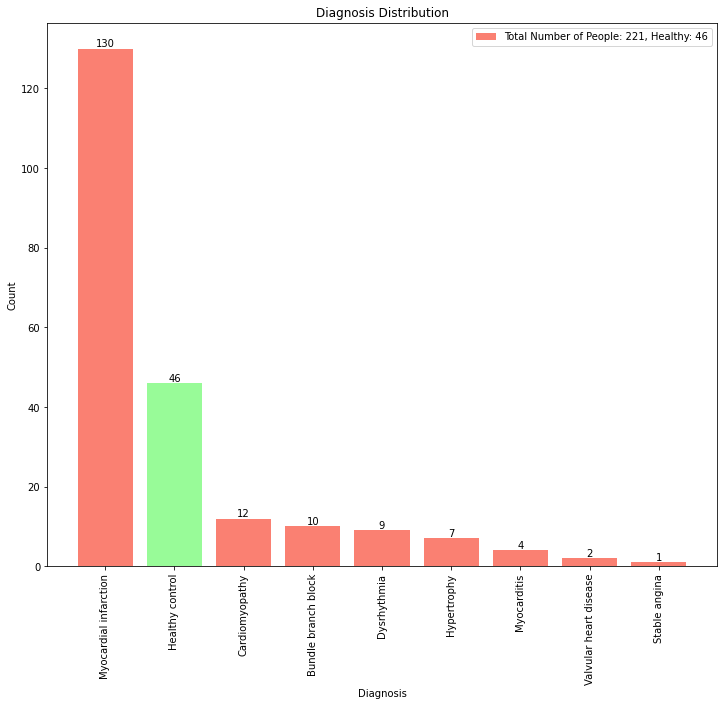 Diagnosis Distribution
Total Number of People: 221, Healthy: 46
130
46
12
10
9
7
4
2
1
120
100
80
60
40
20
0
Count
Myocardial infarction
Healthy control
Cardiomyopathy
Bundle branch block
Dysrhythmia
Hypertrophy
Myocarditis
Valvular heart disease
Stable angina
Diagnosis